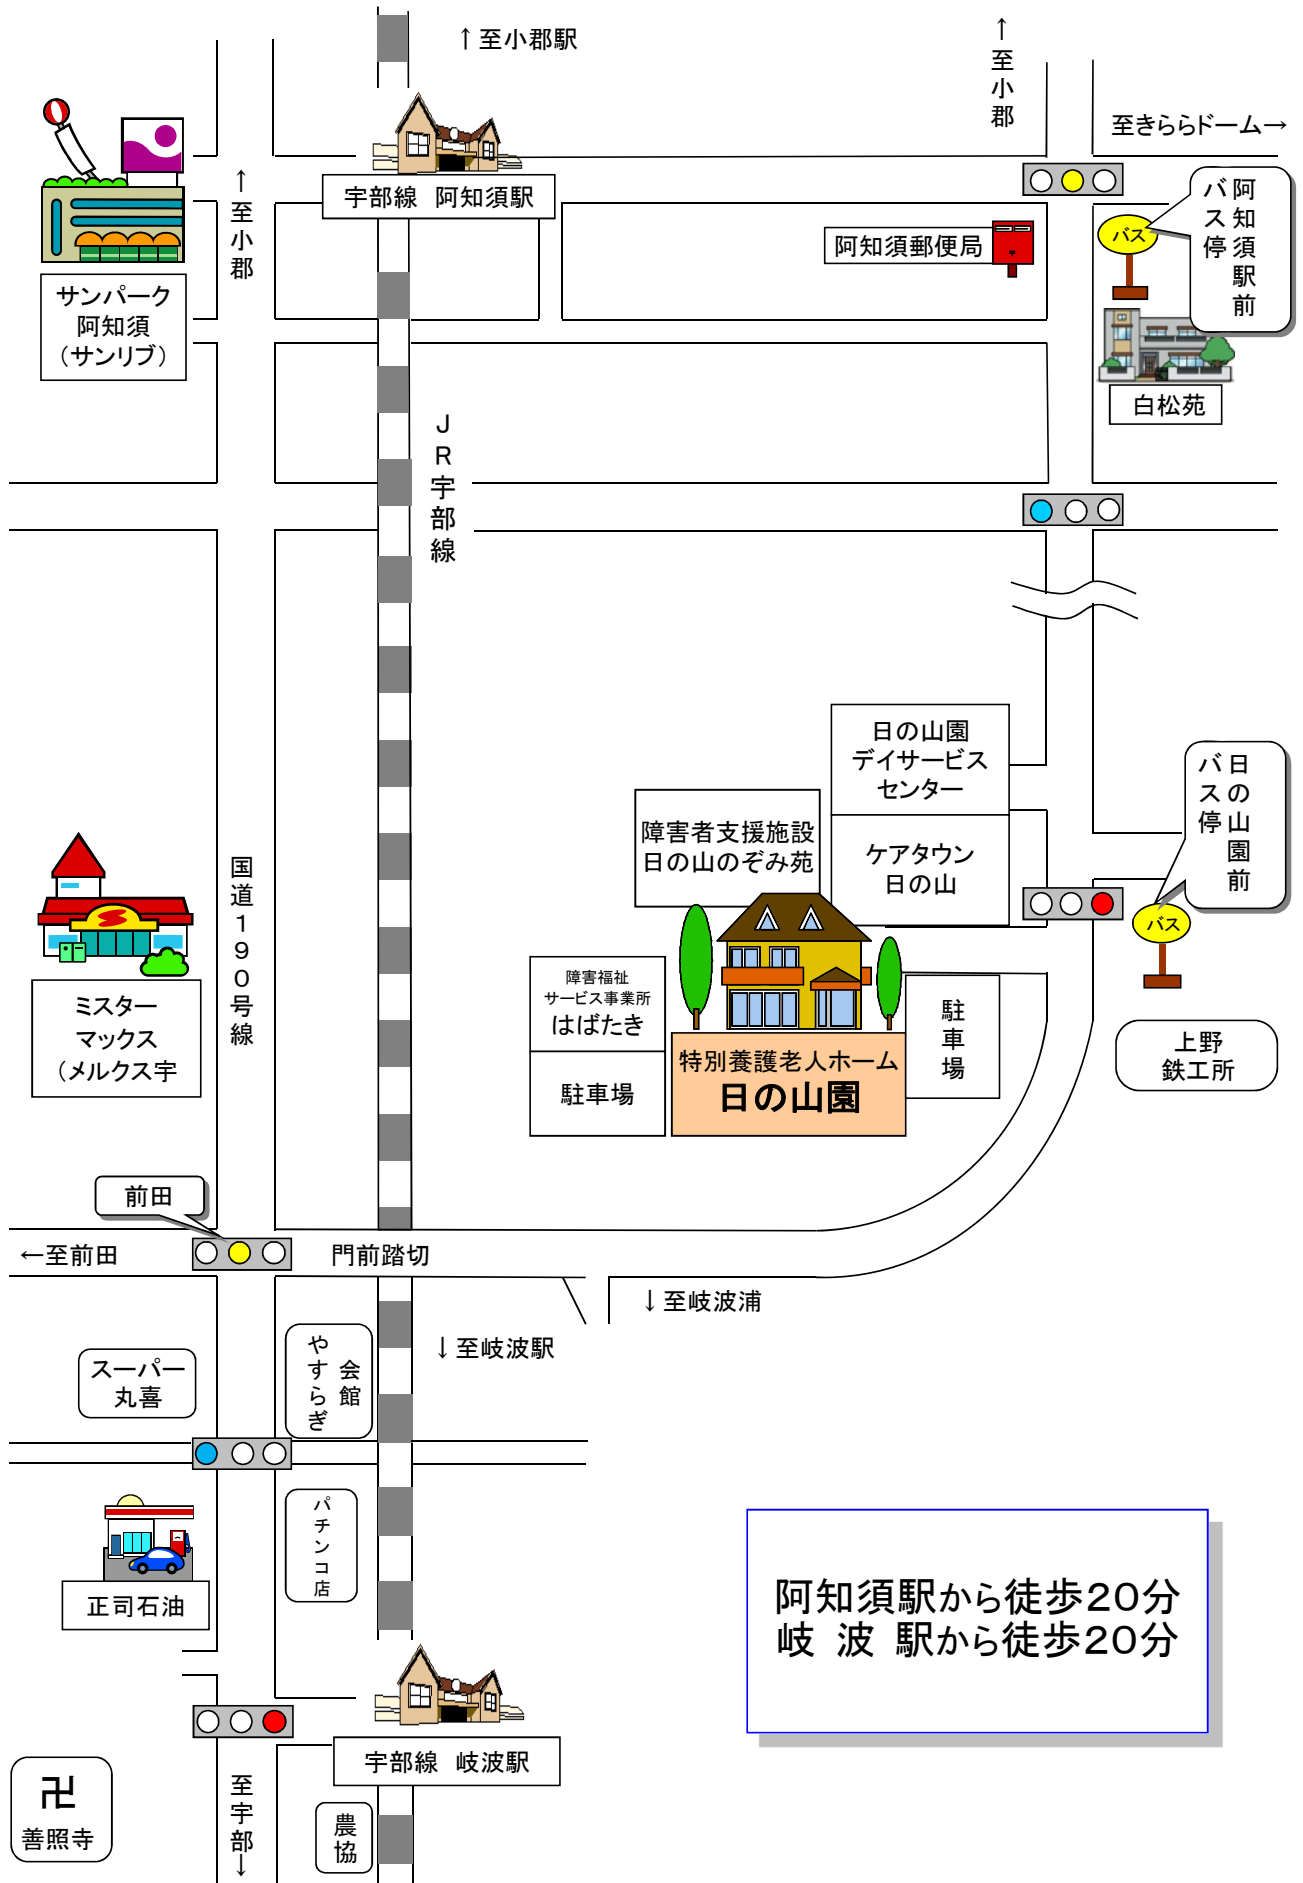 ↑至小郡駅
↑至小郡
至きららドーム→
↑至小郡
宇部線 阿知須駅
阿知須郵便局
バス
阿知須駅前
バス停
サンパーク
阿知須
（サンリブ）
白松苑
JR宇部線
日の山園
デイサービス
センター
障害者支援施設
日の山のぞみ苑
ケアタウン
日の山
日の山園前
バス停
バス
国道190号線
ミスター
マックス
（メルクス宇
障害福祉
サービス事業所
はばたき
駐車場
特別養護老人ホーム
日の山園
駐車場
上野
鉄工所
前田
←至前田
門前踏切
↓至岐波浦
↓至岐波駅
スーパー
丸喜
やすらぎ
会館
パチンコ店
正司石油
阿知須駅から徒歩20分
岐 波 駅から徒歩20分
宇部線 岐波駅
卍
善照寺
至宇部↓
農協